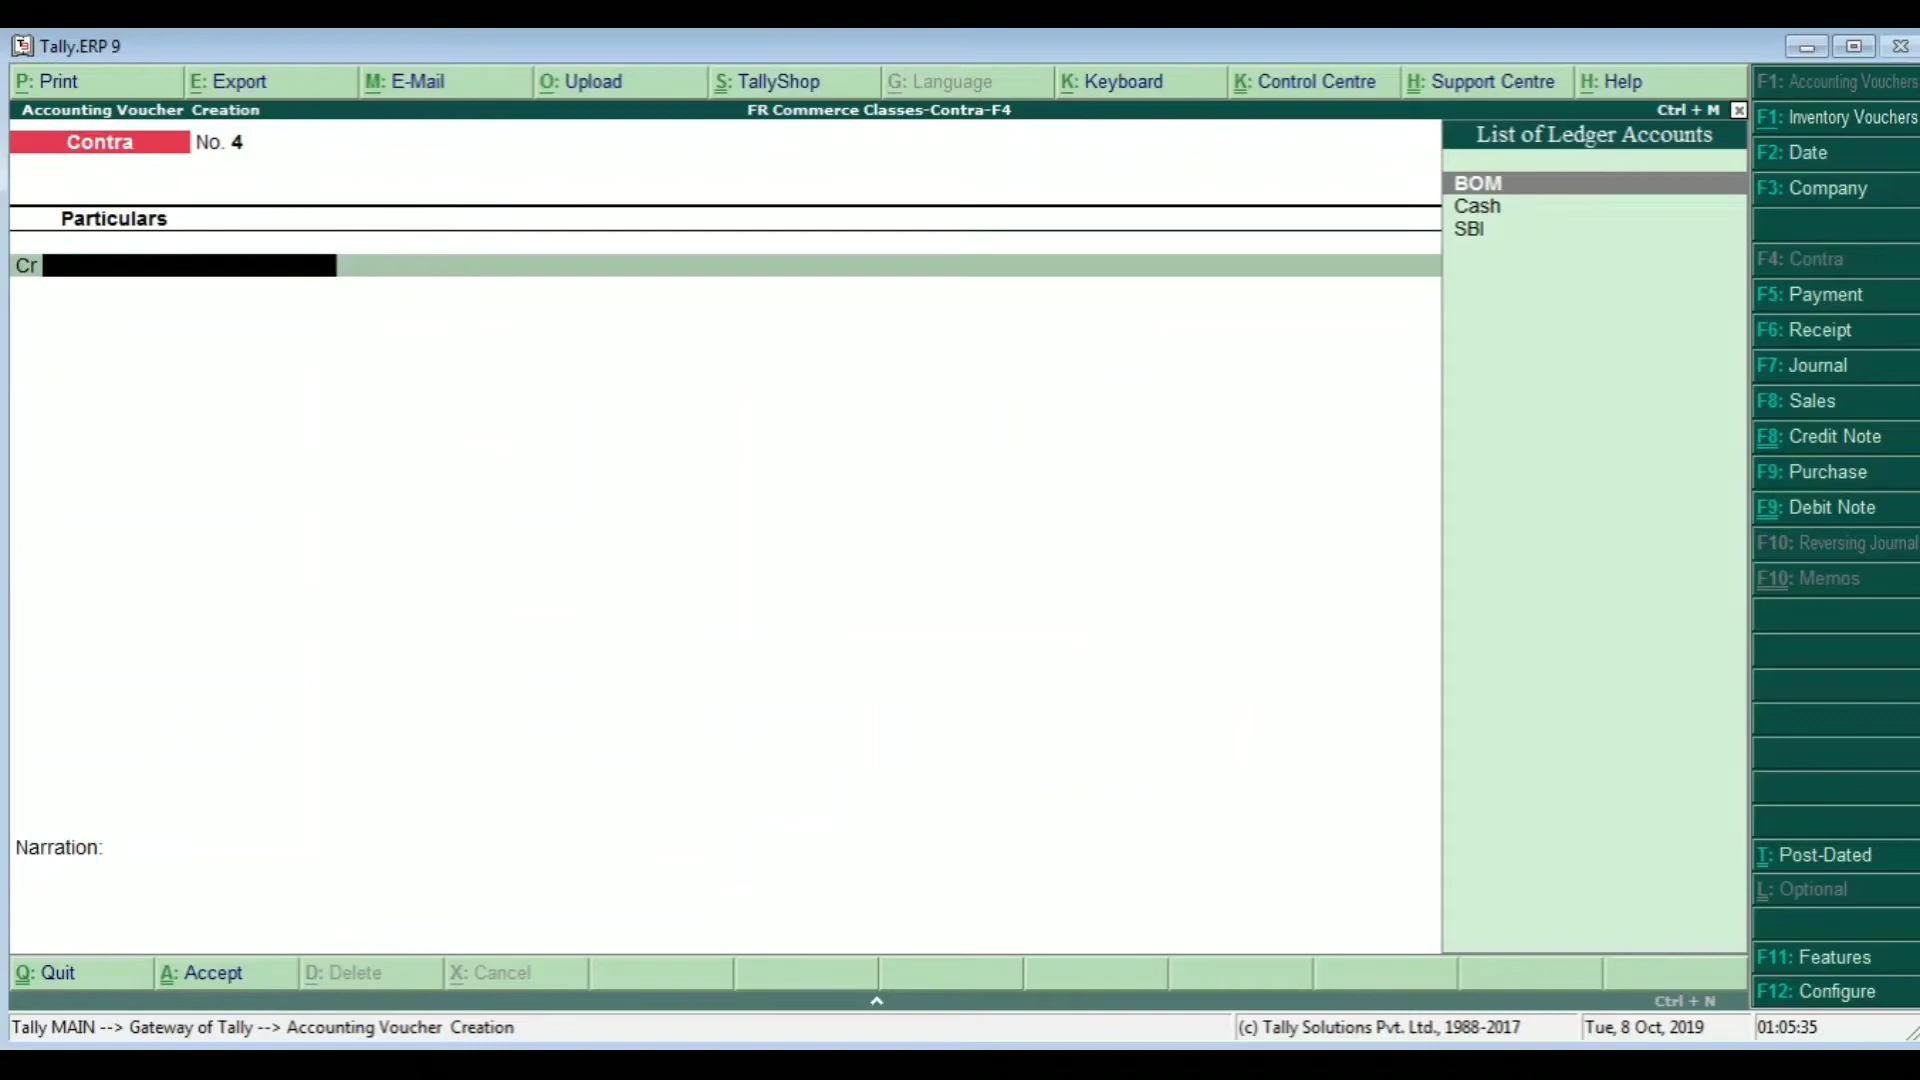 Tally.ERP 9
P: Print E: Export M: E-Mail O: Upload S: TallyShop G: Language K: Keyboard K: Control Centre H: Support Centre H: Help
Accounting Voucher Creation FR Commerce Classes-Contra-F4 Ctrl + M
Contra No. 4
Particulars
Cr
Narration:
List of Ledger Accounts
BOM
Cash
SBI
F1: Accounting Vouchers
F1: Inventory Vouchers
F2: Date
F3: Company
F4: Contra
F5: Payment
F6: Receipt
F7: Journal
F8: Sales
F8: Credit Note
F9: Purchase
F9: Debit Note
F10: Reversing Journal
F10: Memos
T: Post-Dated
L: Optional
F11: Features
F12: Configure
Q: Quit A: Accept D: Delete X: Cancel
Ctrl + N
Tally MAIN --> Gateway of Tally --> Accounting Voucher Creation (c) Tally Solutions Pvt. Ltd., 1988-2017 Tue, 8 Oct, 2019 01:05:35